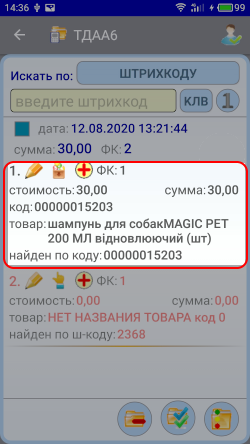 14:36 99
ТДАА6
Искать по: ШТРИХКОДУ
введите штрихкод КЛВ 1
дата: 12.08.2020 13:21:44
сумма: 30,00 ФК: 2
1. ФК: 1
стоимость: 30,00 сумма: 30,00
код: 00000015203
товар: шампунь для собакMAGIC PET
200 МЛ відновлюючий (шт)
найден по коду: 00000015203
2. ФК: 1
стоимость: 0,00 сумма: 0,00
товар: НЕТ НАЗВАНИЯ ТОВАРА код 0
найден по ш-коду: 2368